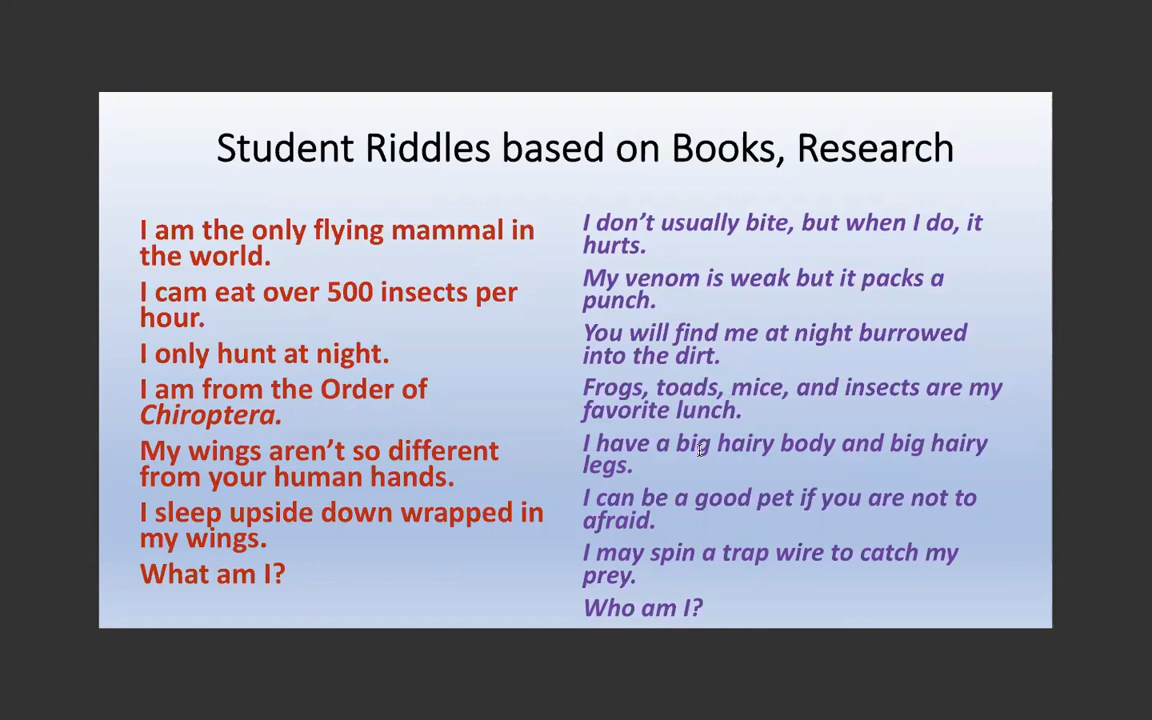 Student Riddles based on Books, Research
I am the only flying mammal in
the world.
I cam eat over 500 insects per
hour.
I only hunt at night.
I am from the Order of
Chiroptera.
My wings aren’t so different
from your human hands.
I sleep upside down wrapped in
my wings.
What am I?
I don’t usually bite, but when I do, it
hurts.
My venom is weak but it packs a
punch.
You will find me at night burrowed
into the dirt.
Frogs, toads, mice, and insects are my
favorite lunch.
I have a big hairy body and big hairy
legs.
I can be a good pet if you are not to
afraid.
I may spin a trap wire to catch my
prey.
Who am I?